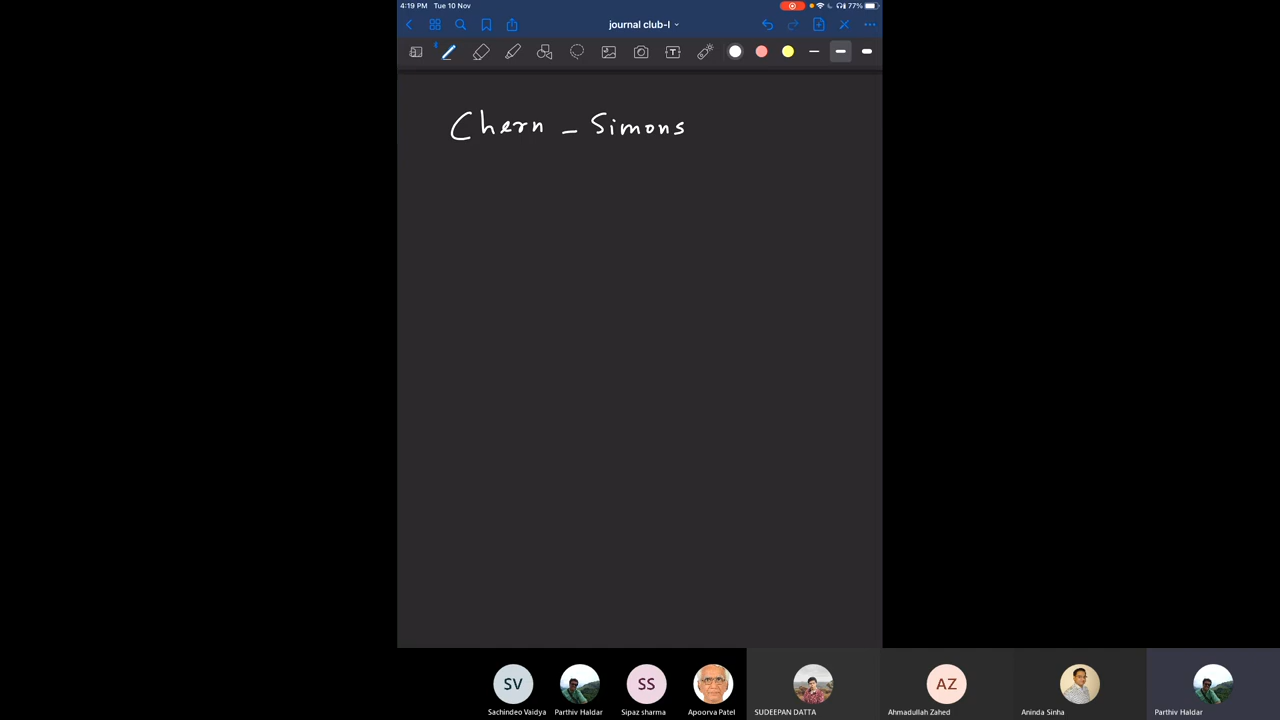 4:19 PM Tue 10 Nov
77%
journal club-I
T
Chern - Simons
SV
SS
AZ
Sachindeo Vaidya
Parthiv Haldar
Sipaz sharma
Apoorva Patel
SUDEEPAN DATTA
Ahmadullah Zahed
Aninda Sinha
Parthiv Haldar